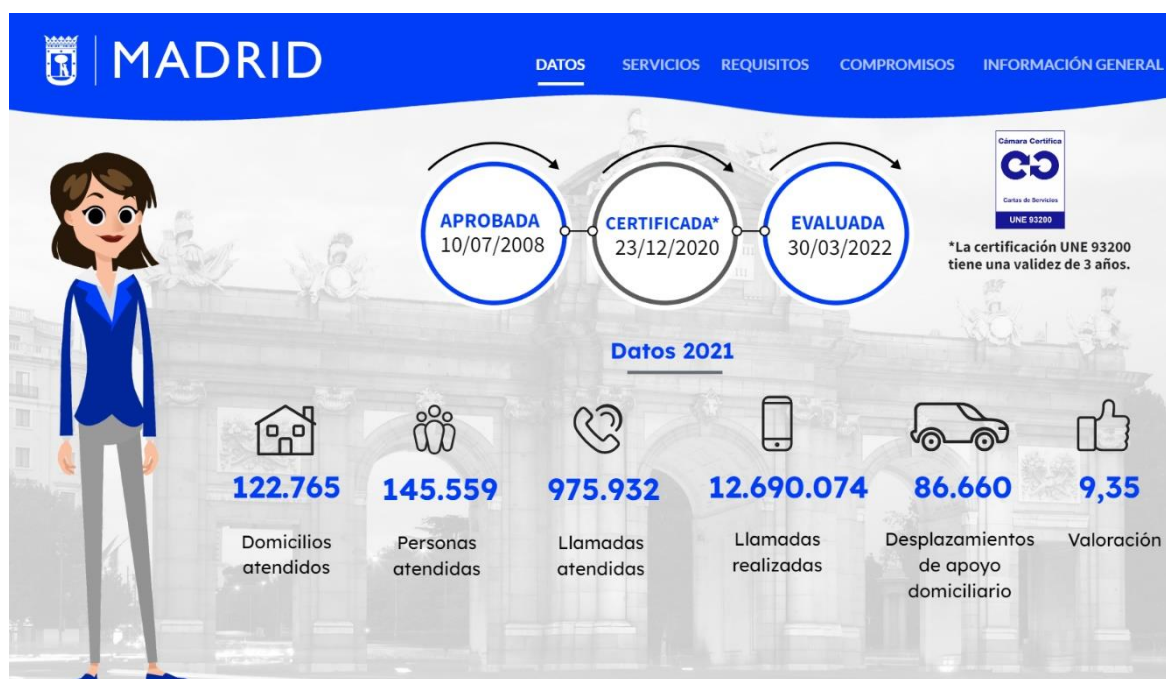 MADRID
DATOS SERVICIOS REQUISITOS COMPROMISOS INFORMACIÓN GENERAL
Cámara Certifica
Cartas de Servicios
UNE 93200
APROBADA
10/07/2008
CERTIFICADA*
23/12/2020
EVALUADA
30/03/2022
*La certificación UNE 93200
tiene una validez de 3 años.
Datos 2021
122.765
Domicilios
atendidos
145.559
Personas
atendidas
975.932
Llamadas
atendidas
12.690.074
Llamadas
realizadas
86.660
Desplazamientos
de apoyo
domiciliario
9,35
Valoración